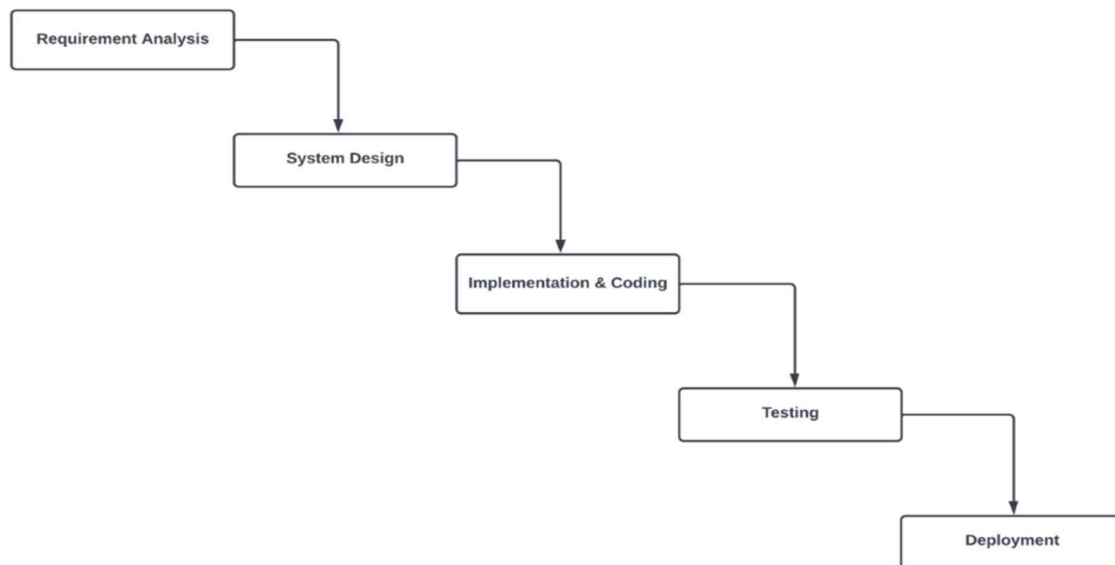 Requirement Analysis
System Design
Implementation & Coding
Testing
Deployment